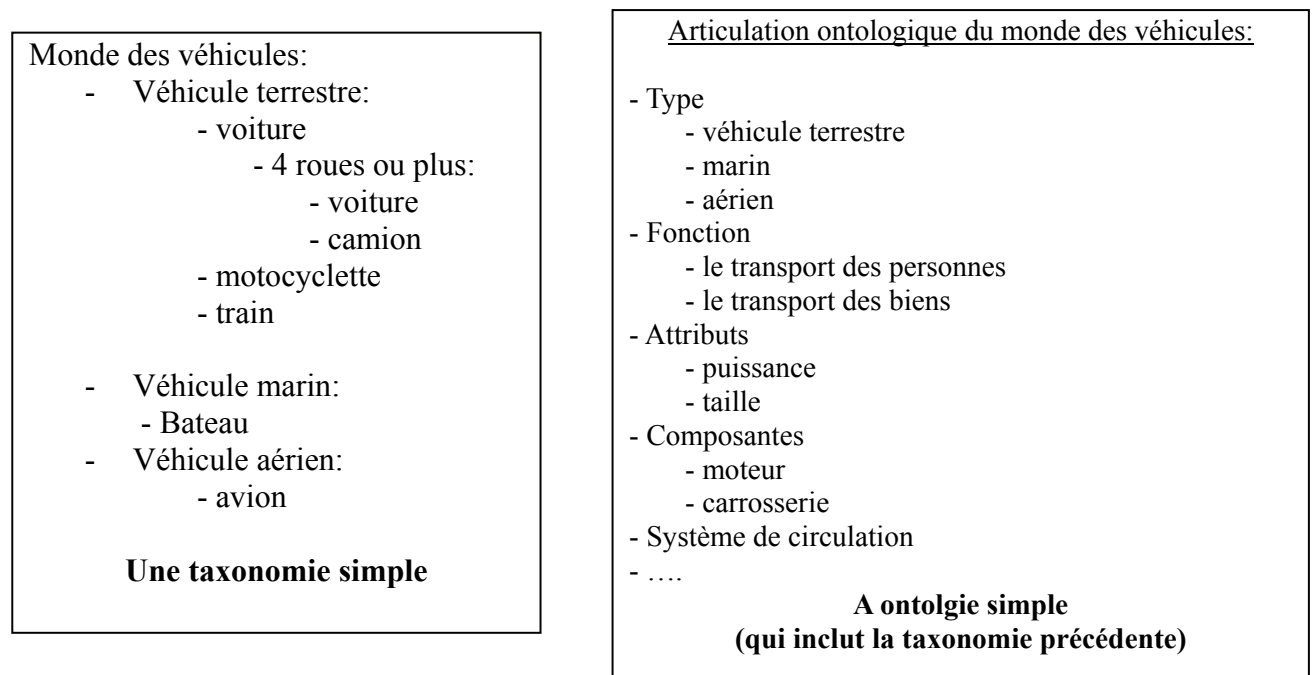 Monde des véhicules:
- Véhicule terrestre:
- voiture
- 4 roues ou plus:
- voiture
- camion
- motocyclette
- train
- Véhicule marin:
- Bateau
- Véhicule aérien:
- avion
Une taxonomie simple
Articulation ontologique du monde des véhicules:
- Type
- véhicule terrestre
- marin
- aérien
- Fonction
- le transport des personnes
- le transport des biens
- Attributs
- puissance
- taille
- Composantes
- moteur
- carrosserie
- Système de circulation
- ….
A ontolgie simple
(qui inclut la taxonomie précédente)